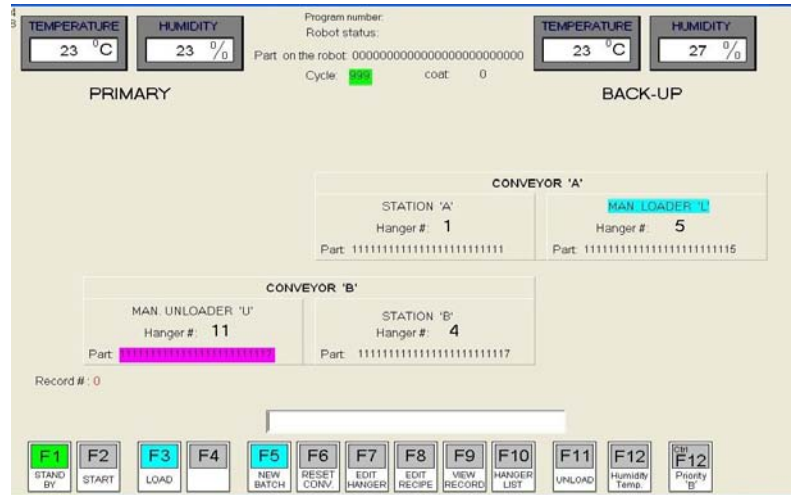 TEMPERATURE
23 °C
HUMIDITY
23 %
PRIMARY
Program number:
Robot status:
Part on the robot: 0000000000000000000000000
Cycle: 999 coat: 0
TEMPERATURE
23 °C
HUMIDITY
27 %
BACK-UP
CONVEYOR 'A'
STATION 'A'
Hanger #: 1
Part:
MAN. LOADER 'L'
Hanger #: 5
Part:
CONVEYOR 'B'
MAN. UNLOADER 'U'
Hanger #: 11
Part:
STATION 'B'
Hanger #: 4
Part:
Record # : 0
F1
STAND BY
F2
START
F3
LOAD
F4
F5
NEW BATCH
F6
RESET CONV.
F7
EDIT HANGER
F8
EDIT RECIPE
F9
VIEW RECORD
F10
HANGER LIST
F11
UNLOAD
F12
Humidity Temp.
Ctrl F12
Priority 'B'